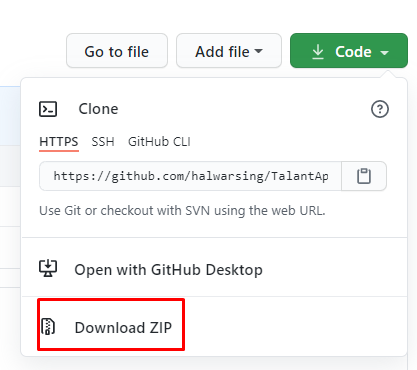 Go to file Add file Code
Clone
HTTPS SSH GitHub CLI
https://github.com/halwarsing/TalantAp
Use Git or checkout with SVN using the web URL.
Open with GitHub Desktop
Download ZIP